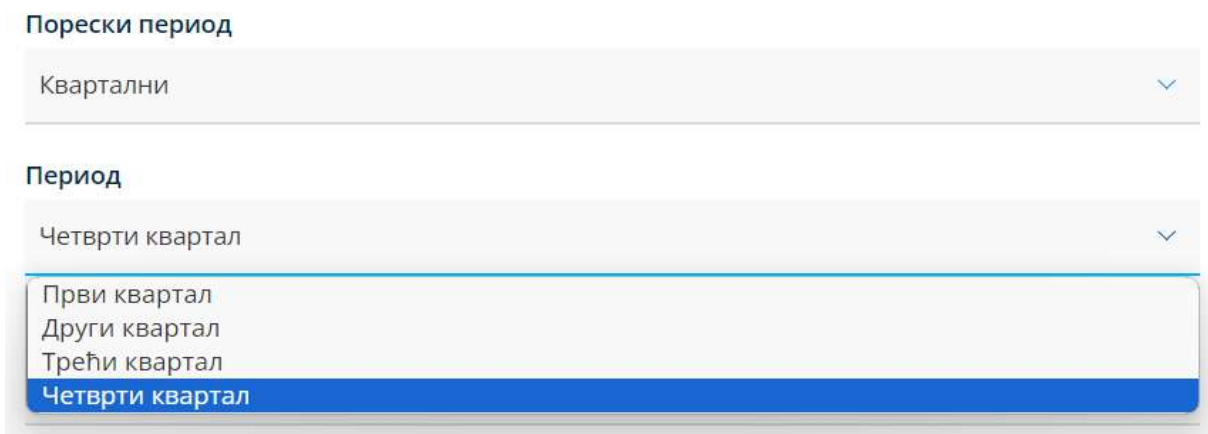 Порески период
Квартални
Период
Четврти квартал
Први квартал
Други квартал
Трећи квартал
Четврти квартал